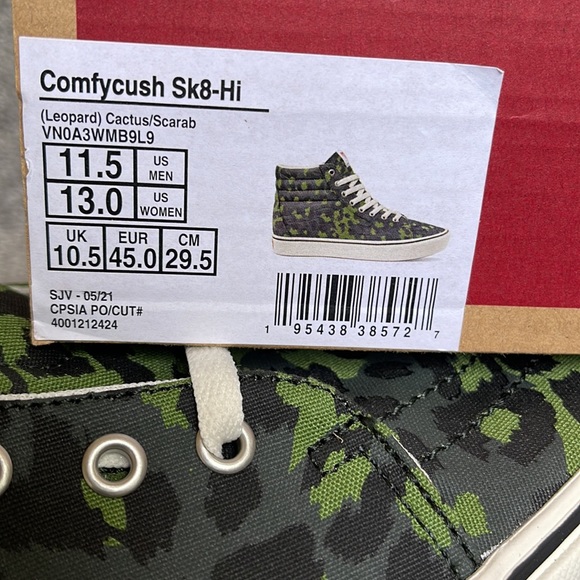 Comfycush Sk8-Hi
(Leopard) Cactus/Scarab
VN0A3WMB9L9
11.5 US MEN
13.0 US WOMEN
UK EUR CM
10.5 45.0 29.5
SJV - 05/21
CPSIA PO/CUT#
4001212424
1 95438 38572 7